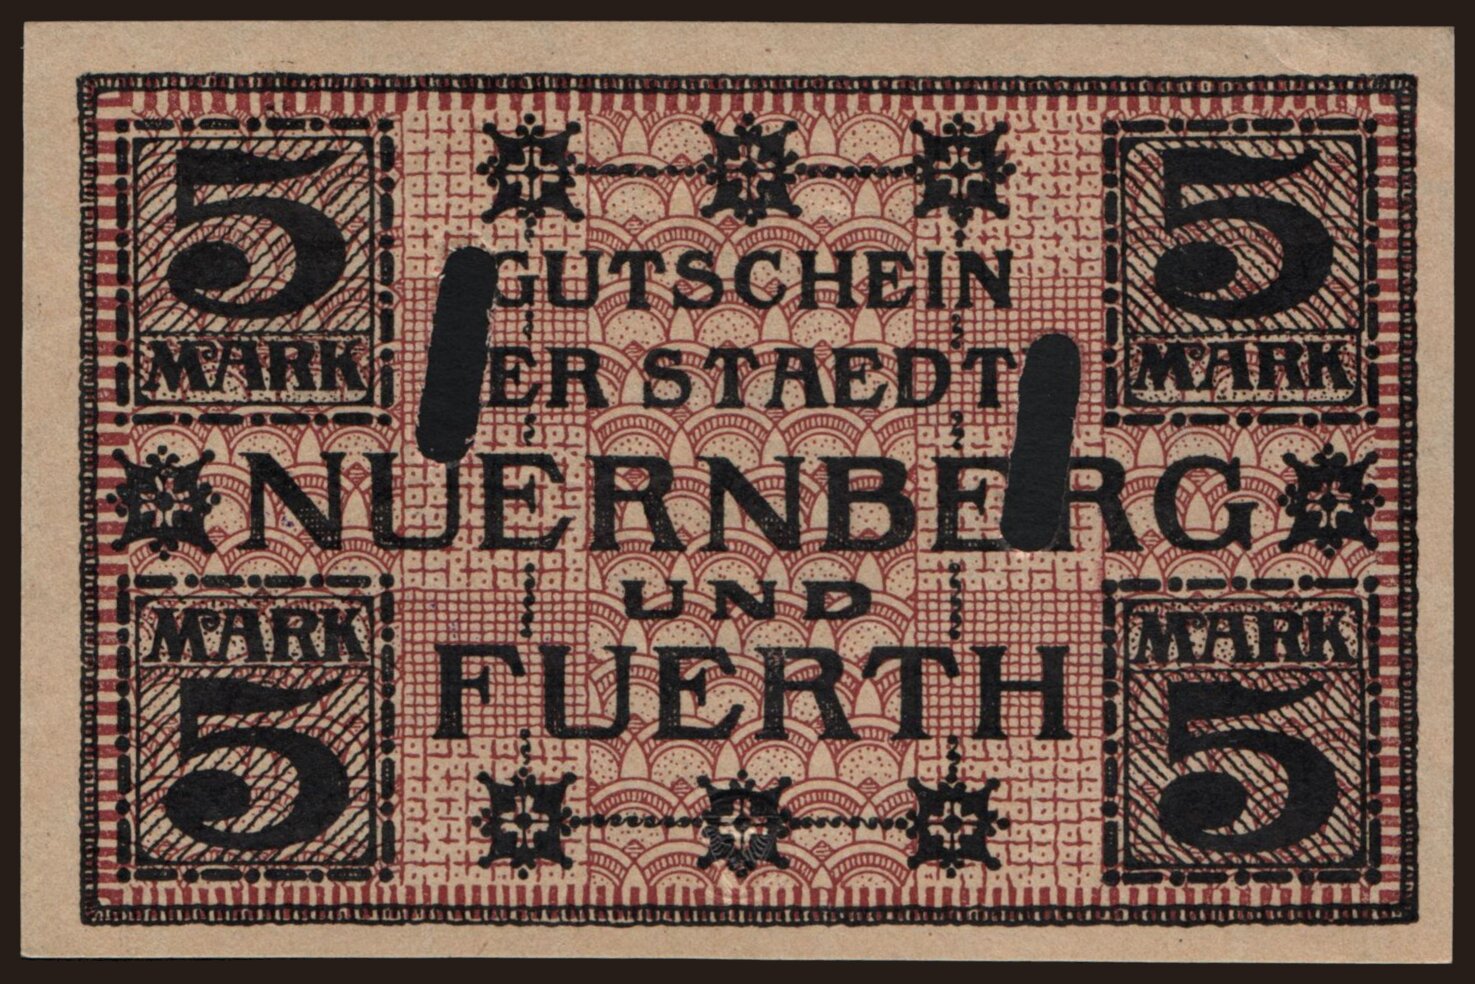 5 5
MARK MARK
GUTSCHEIN
ER STAEDT
NUERNBERG
UND
FUERTH
MARK MARK
5 5